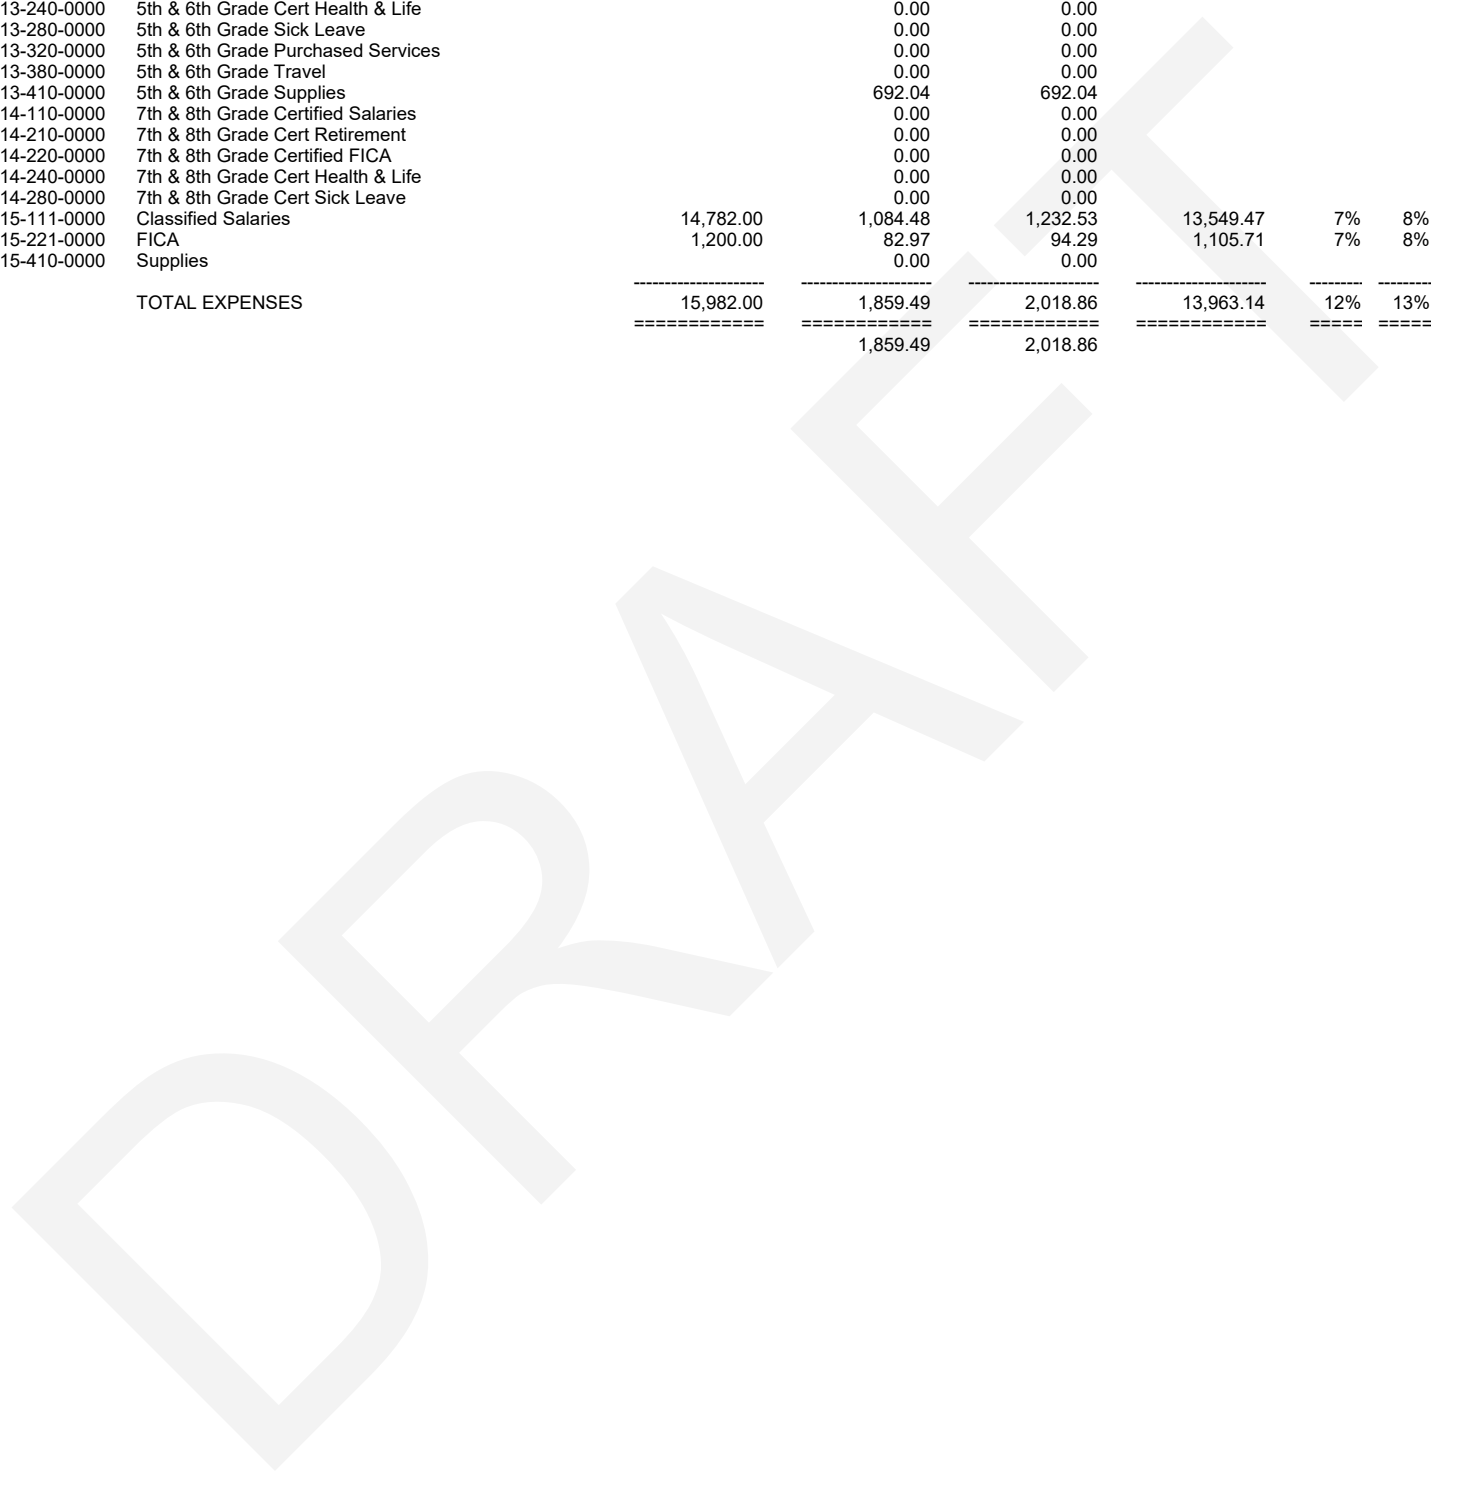 13-240-0000 5th & 6th Grade Cert Health & Life 0.00 0.00
13-280-0000 5th & 6th Grade Sick Leave 0.00 0.00
13-320-0000 5th & 6th Grade Purchased Services 0.00 0.00
13-380-0000 5th & 6th Grade Travel 0.00 0.00
13-410-0000 5th & 6th Grade Supplies 692.04 692.04
14-110-0000 7th & 8th Grade Certified Salaries 0.00 0.00
14-210-0000 7th & 8th Grade Cert Retirement 0.00 0.00
14-220-0000 7th & 8th Grade Certified FICA 0.00 0.00
14-240-0000 7th & 8th Grade Cert Health & Life 0.00 0.00
14-280-0000 7th & 8th Grade Cert Sick Leave 0.00 0.00
15-111-0000 Classified Salaries 14,782.00 1,084.48 1,232.53 13,549.47 7% 8%
15-221-0000 FICA 1,200.00 82.97 94.29 1,105.71 7% 8%
15-410-0000 Supplies 0.00 0.00
--------------------- --------------------- --------------------- --------------------- --------- ---------
TOTAL EXPENSES 15,982.00 1,859.49 2,018.86 13,963.14 12% 13%
============ ============ ============ ============ ===== =====
1,859.49 2,018.86
DRAFT